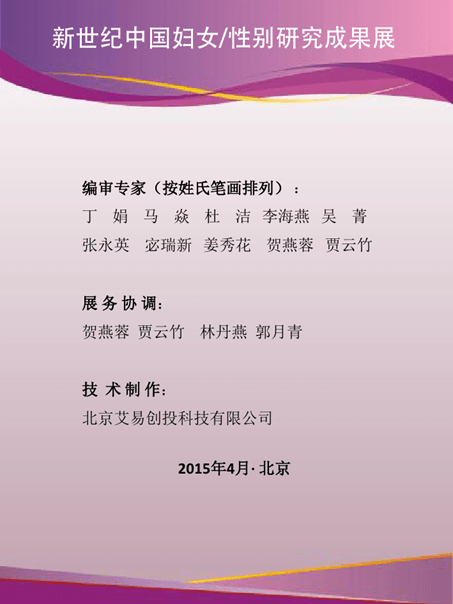 新世纪中国妇女/性别研究成果展
编审专家（按姓氏笔画排列）：
丁 娟 马 焱 杜 洁 李海燕 吴 菁
张永英 宓瑞新 姜秀花 贺燕蓉 贾云竹
展务协调：
贺燕蓉 贾云竹 林丹燕 郭月青
技术制作：
北京艾易创投科技有限公司
2015年4月·北京